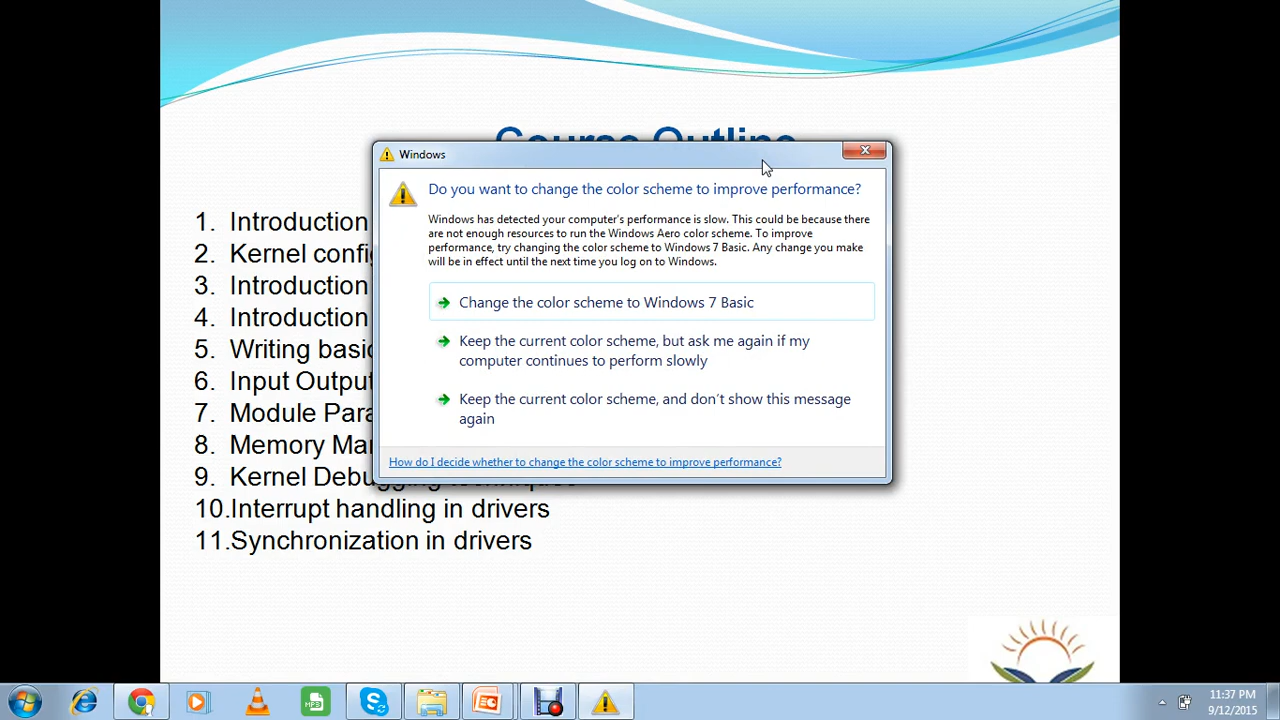 Course Outline
Windows
Do you want to change the color scheme to improve performance?
Windows has detected your computer's performance is slow. This could be because there
are not enough resources to run the Windows Aero color scheme. To improve
performance, try changing the color scheme to Windows 7 Basic. Any change you make
will be in effect until the next time you log on to Windows.
Change the color scheme to Windows 7 Basic
Keep the current color scheme, but ask me again if my
computer continues to perform slowly
Keep the current color scheme, and don't show this message
again
How do I decide whether to change the color scheme to improve performance?
1. Introduction
2. Kernel config
3. Introduction
4. Introduction
5. Writing basic
6. Input Output
7. Module Para
8. Memory Ma
9. Kernel Debugging techniques
10.Interrupt handling in drivers
11.Synchronization in drivers
MP3
11:37 PM
9/12/2015